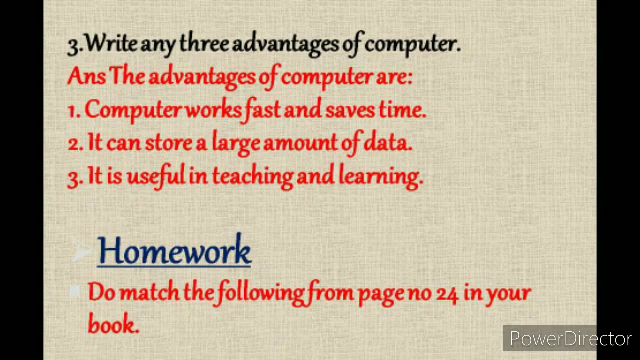 3.Write any three advantages of computer.
Ans The advantages of computer are:
1. Computer works fast and saves time.
2. It can store a large amount of data.
3. It is useful in teaching and learning.
Homework
Do match the following from page no 24 in your
book.
PowerDirector